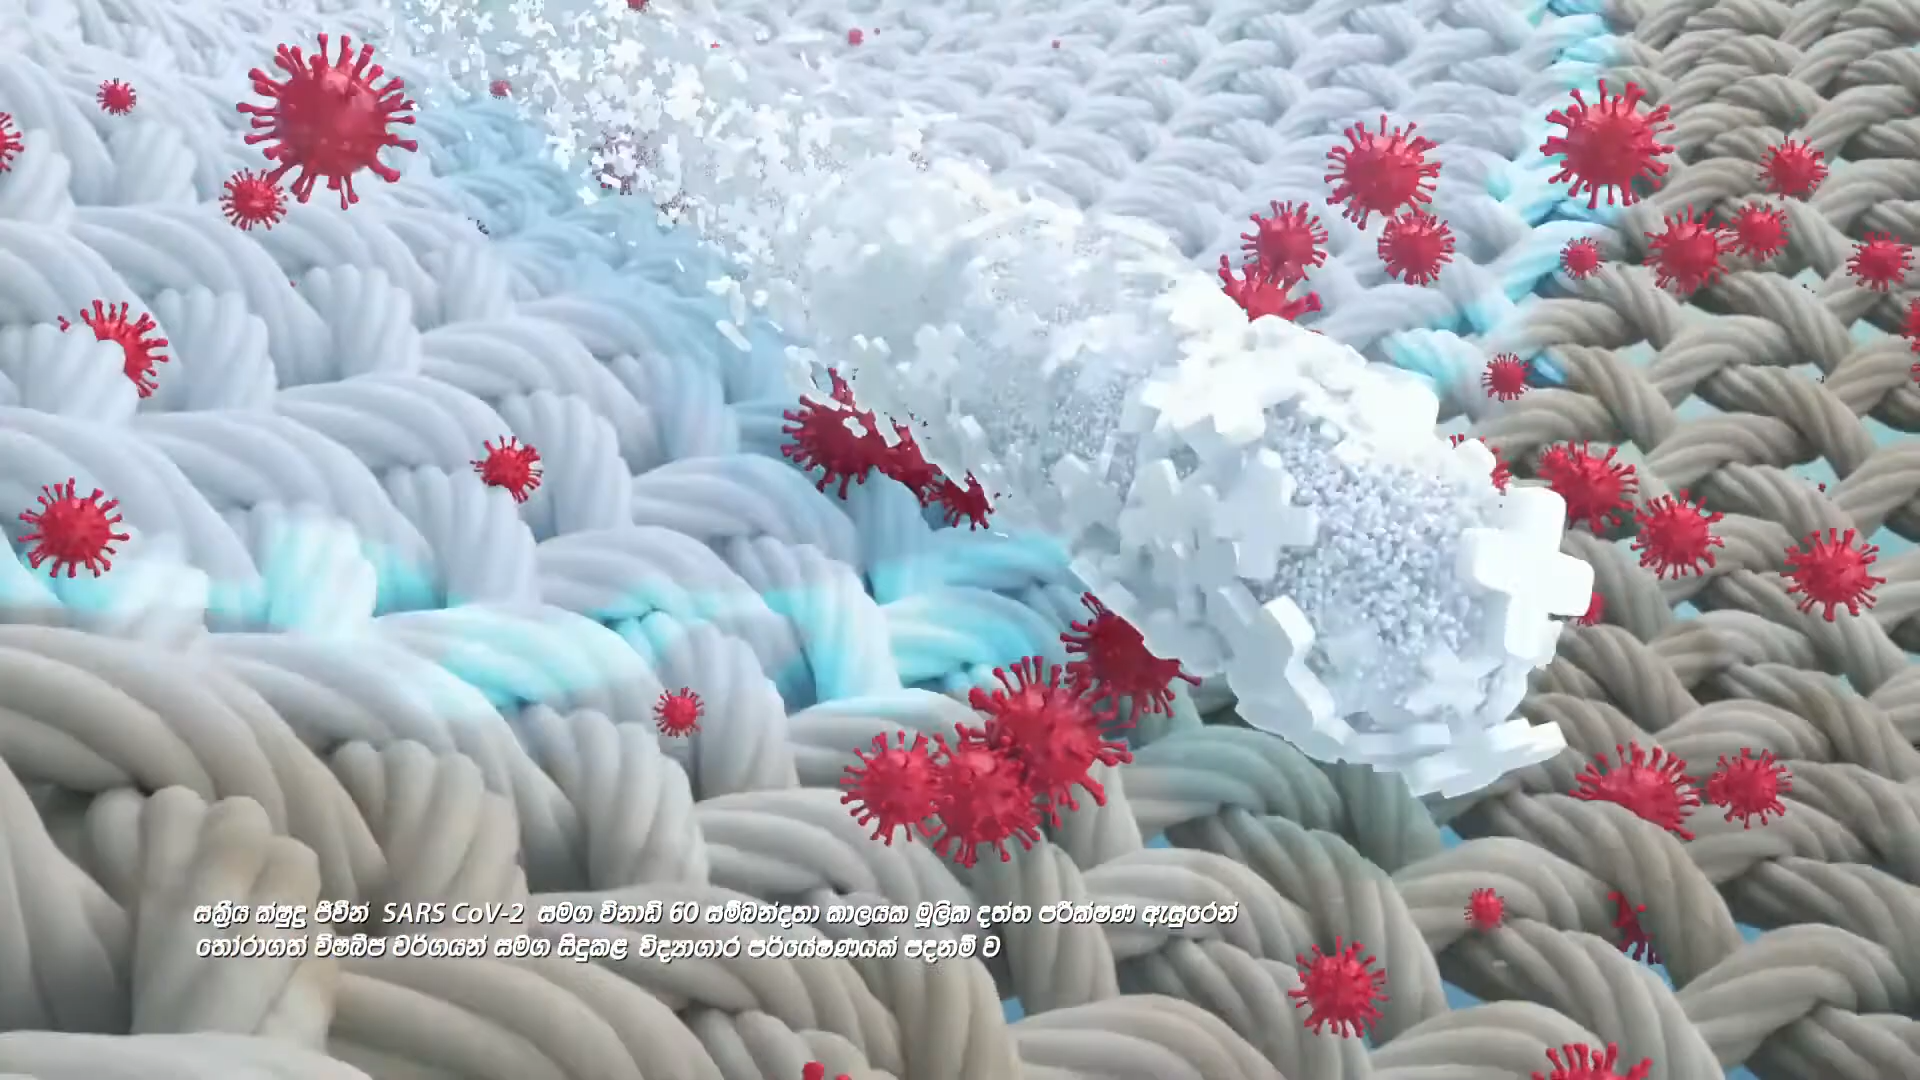 සක්‍රීය ක්ෂුද්‍ර ජීවීන් SARS CoV-2 සමග විනාඩි 60 සම්බන්දතා කාලයක මූලික දත්ත පරීක්ෂණ ඇසුරෙන්
තෝරාගත් විෂබීජ වර්ගයන් සමග සිදුකළ විද්‍යාගාර පර්යේෂණයක් පදනම් ව